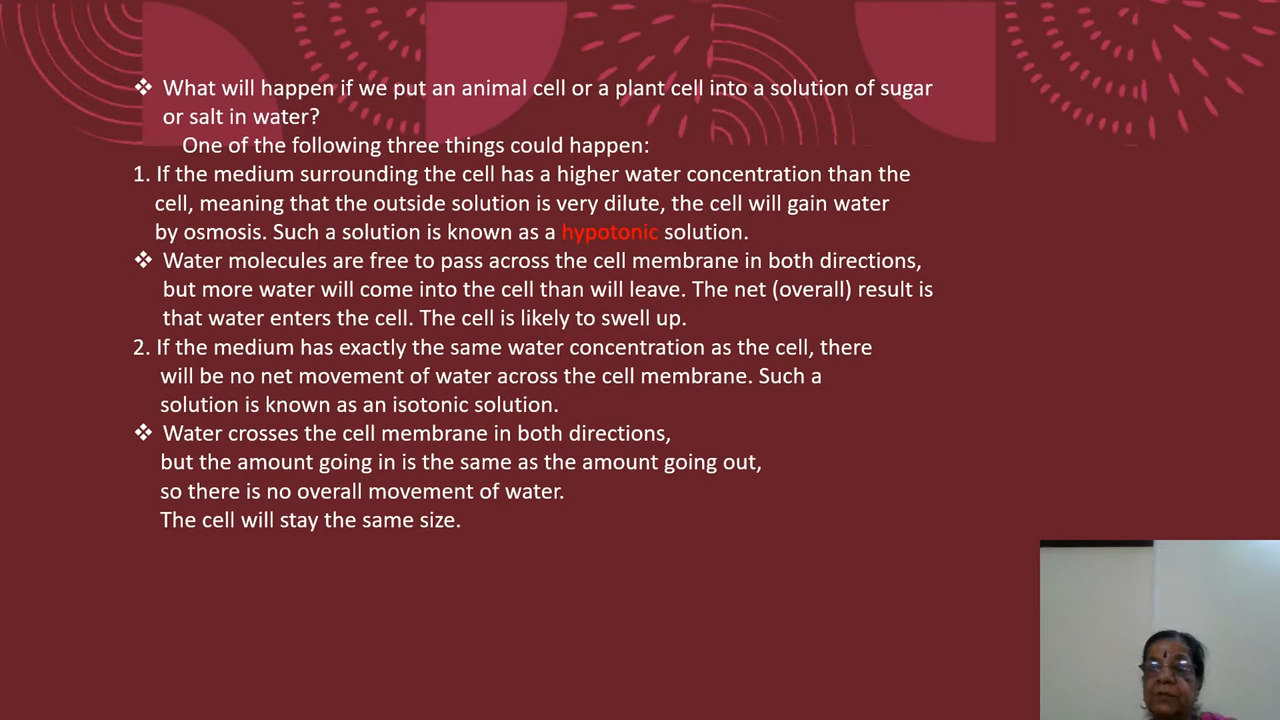 ❖ What will happen if we put an animal cell or a plant cell into a solution of sugar
or salt in water?
One of the following three things could happen:
1. If the medium surrounding the cell has a higher water concentration than the
cell, meaning that the outside solution is very dilute, the cell will gain water
by osmosis. Such a solution is known as a hypotonic solution.
❖ Water molecules are free to pass across the cell membrane in both directions,
but more water will come into the cell than will leave. The net (overall) result is
that water enters the cell. The cell is likely to swell up.
2. If the medium has exactly the same water concentration as the cell, there
will be no net movement of water across the cell membrane. Such a
solution is known as an isotonic solution.
❖ Water crosses the cell membrane in both directions,
but the amount going in is the same as the amount going out,
so there is no overall movement of water.
The cell will stay the same size.